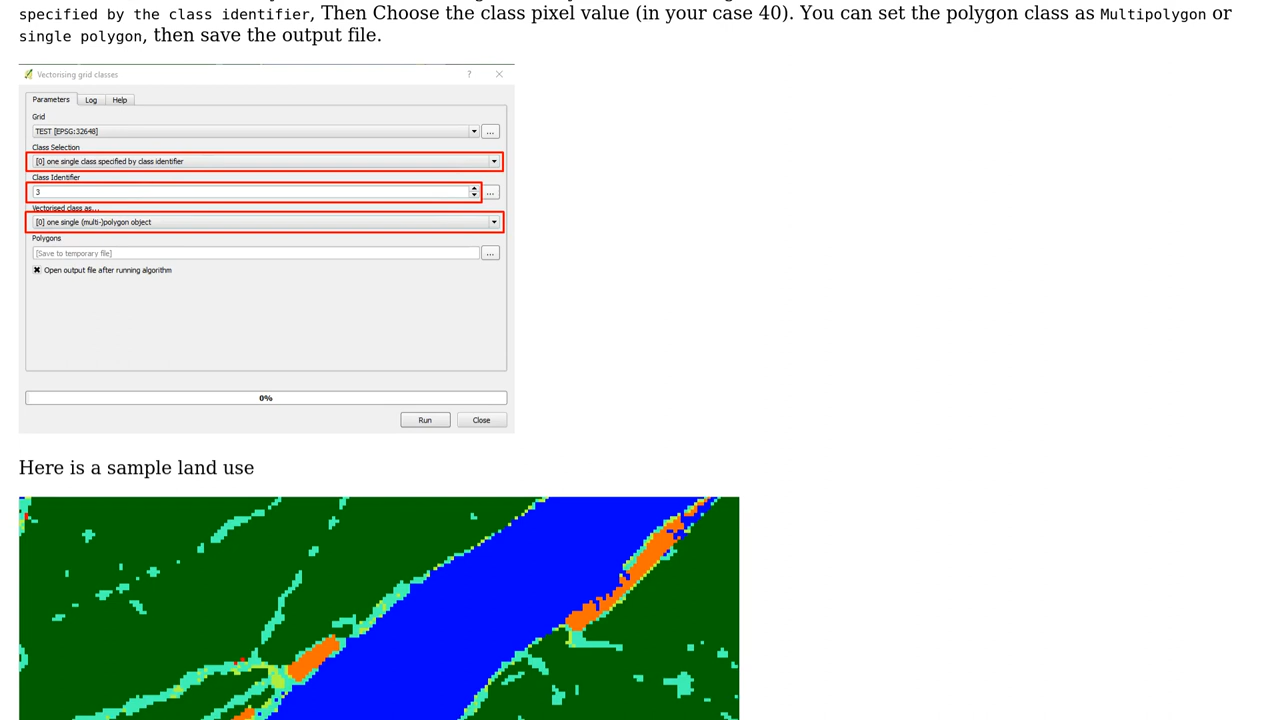 specified by the class identifier, Then Choose the class pixel value (in your case 40). You can set the polygon class as Multipolygon or
single polygon, then save the output file.
Vectorising grid classes
?
Parameters Log Help
Grid
TEST [EPSG:32648]
...
Class Selection
[0] one single class specified by class identifier
Class Identifier
3
...
Vectorised class as...
[0] one single (multi-)polygon object
Polygons
[Save to temporary file]
...
Open output file after running algorithm
0%
Run Close
Here is a sample land use